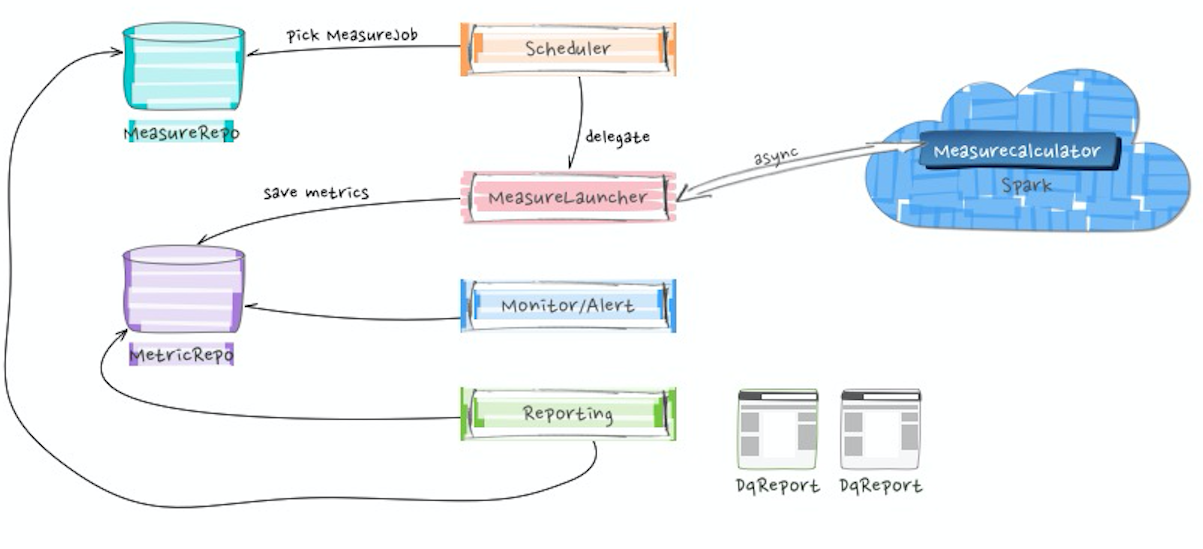 pick MeasureJob
Scheduler
MeasureRepo
delegate
async
Measurecalculator
Spark
save metrics
MeasureLauncher
Monitor/Alert
MetricRepo
Reporting
DqReport
DqReport